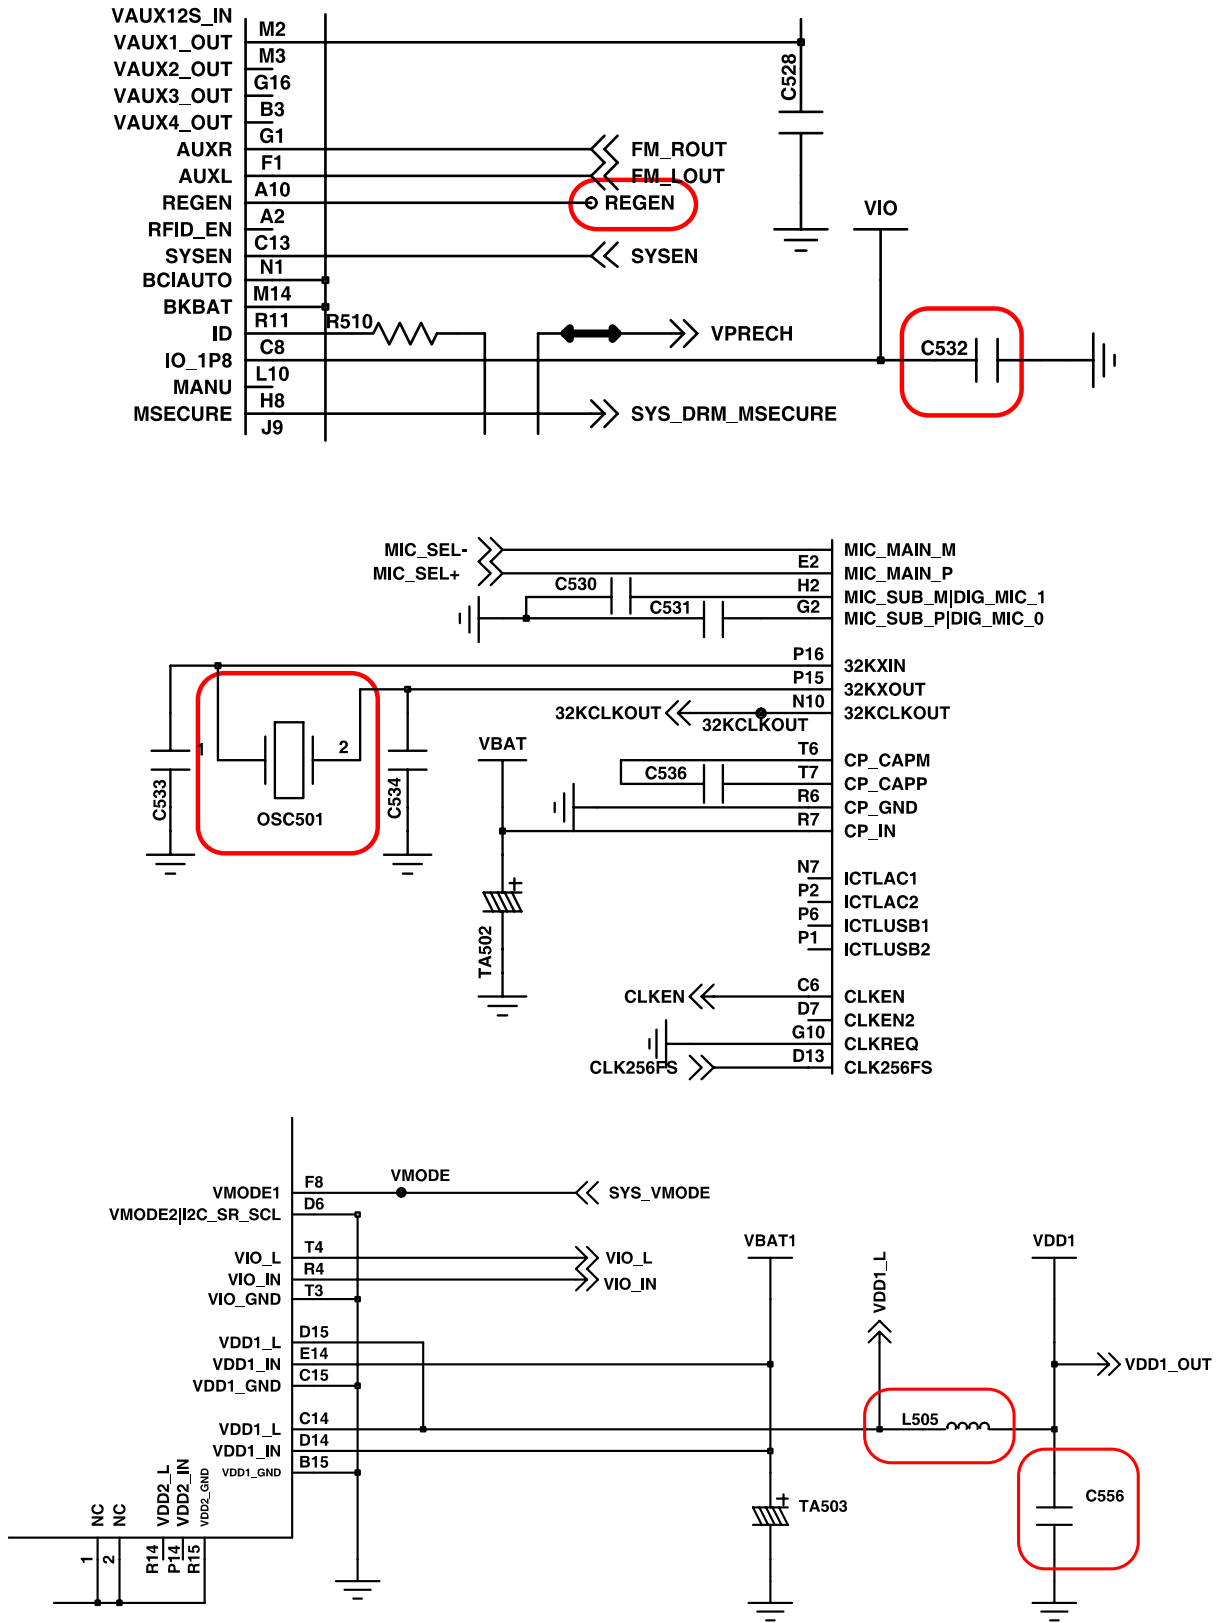 VAUX12S_IN
VAUX1_OUT M2
VAUX2_OUT M3
VAUX3_OUT G16
VAUX4_OUT B3
C528
AUXR G1 FM_ROUT
AUXL F1 FM_LOUT
REGEN A10 REGEN
RFID_EN A2 VIO
SYSEN C13 SYSEN
BCIAUTO N1
BKBAT M14
ID R11 R510 VPRECH
IO_1P8 C8 C532
MANU L10
MSECURE H8 SYS_DRM_MSECURE
J9
MIC_SEL- MIC_MAIN_M
MIC_SEL+ E2 MIC_MAIN_P
C530 H2 MIC_SUB_M|DIG_MIC_1
C531 G2 MIC_SUB_P|DIG_MIC_0
P16 32KXIN
P15 32KXOUT
32KCLKOUT 32KCLKOUT N10 32KCLKOUT
1 2 VBAT T6 CP_CAPM
C533 C534 C536 T7 CP_CAPP
OSC501 R6 CP_GND
R7 CP_IN
N7 ICTLAC1
+ P2 ICTLAC2
P6 ICTLUSB1
TA502 P1 ICTLUSB2
CLKEN C6 CLKEN
D7 CLKEN2
G10 CLKREQ
CLK256FS D13 CLK256FS
VMODE1 F8 VMODE SYS_VMODE
VMODE2|I2C_SR_SCL D6
VIO_L T4 VIO_L VBAT1 VDD1
VIO_IN R4 VIO_IN VDD1_L
VIO_GND T3
VDD1_L D15
VDD1_IN E14 VDD1_OUT
VDD1_GND C15
VDD1_L C14 L505
VDD1_IN D14
VDD1_GND B15
NC NC VDD2_L VDD2_IN VDD2_GND + TA503 C556
1 2 R14 P14 R15